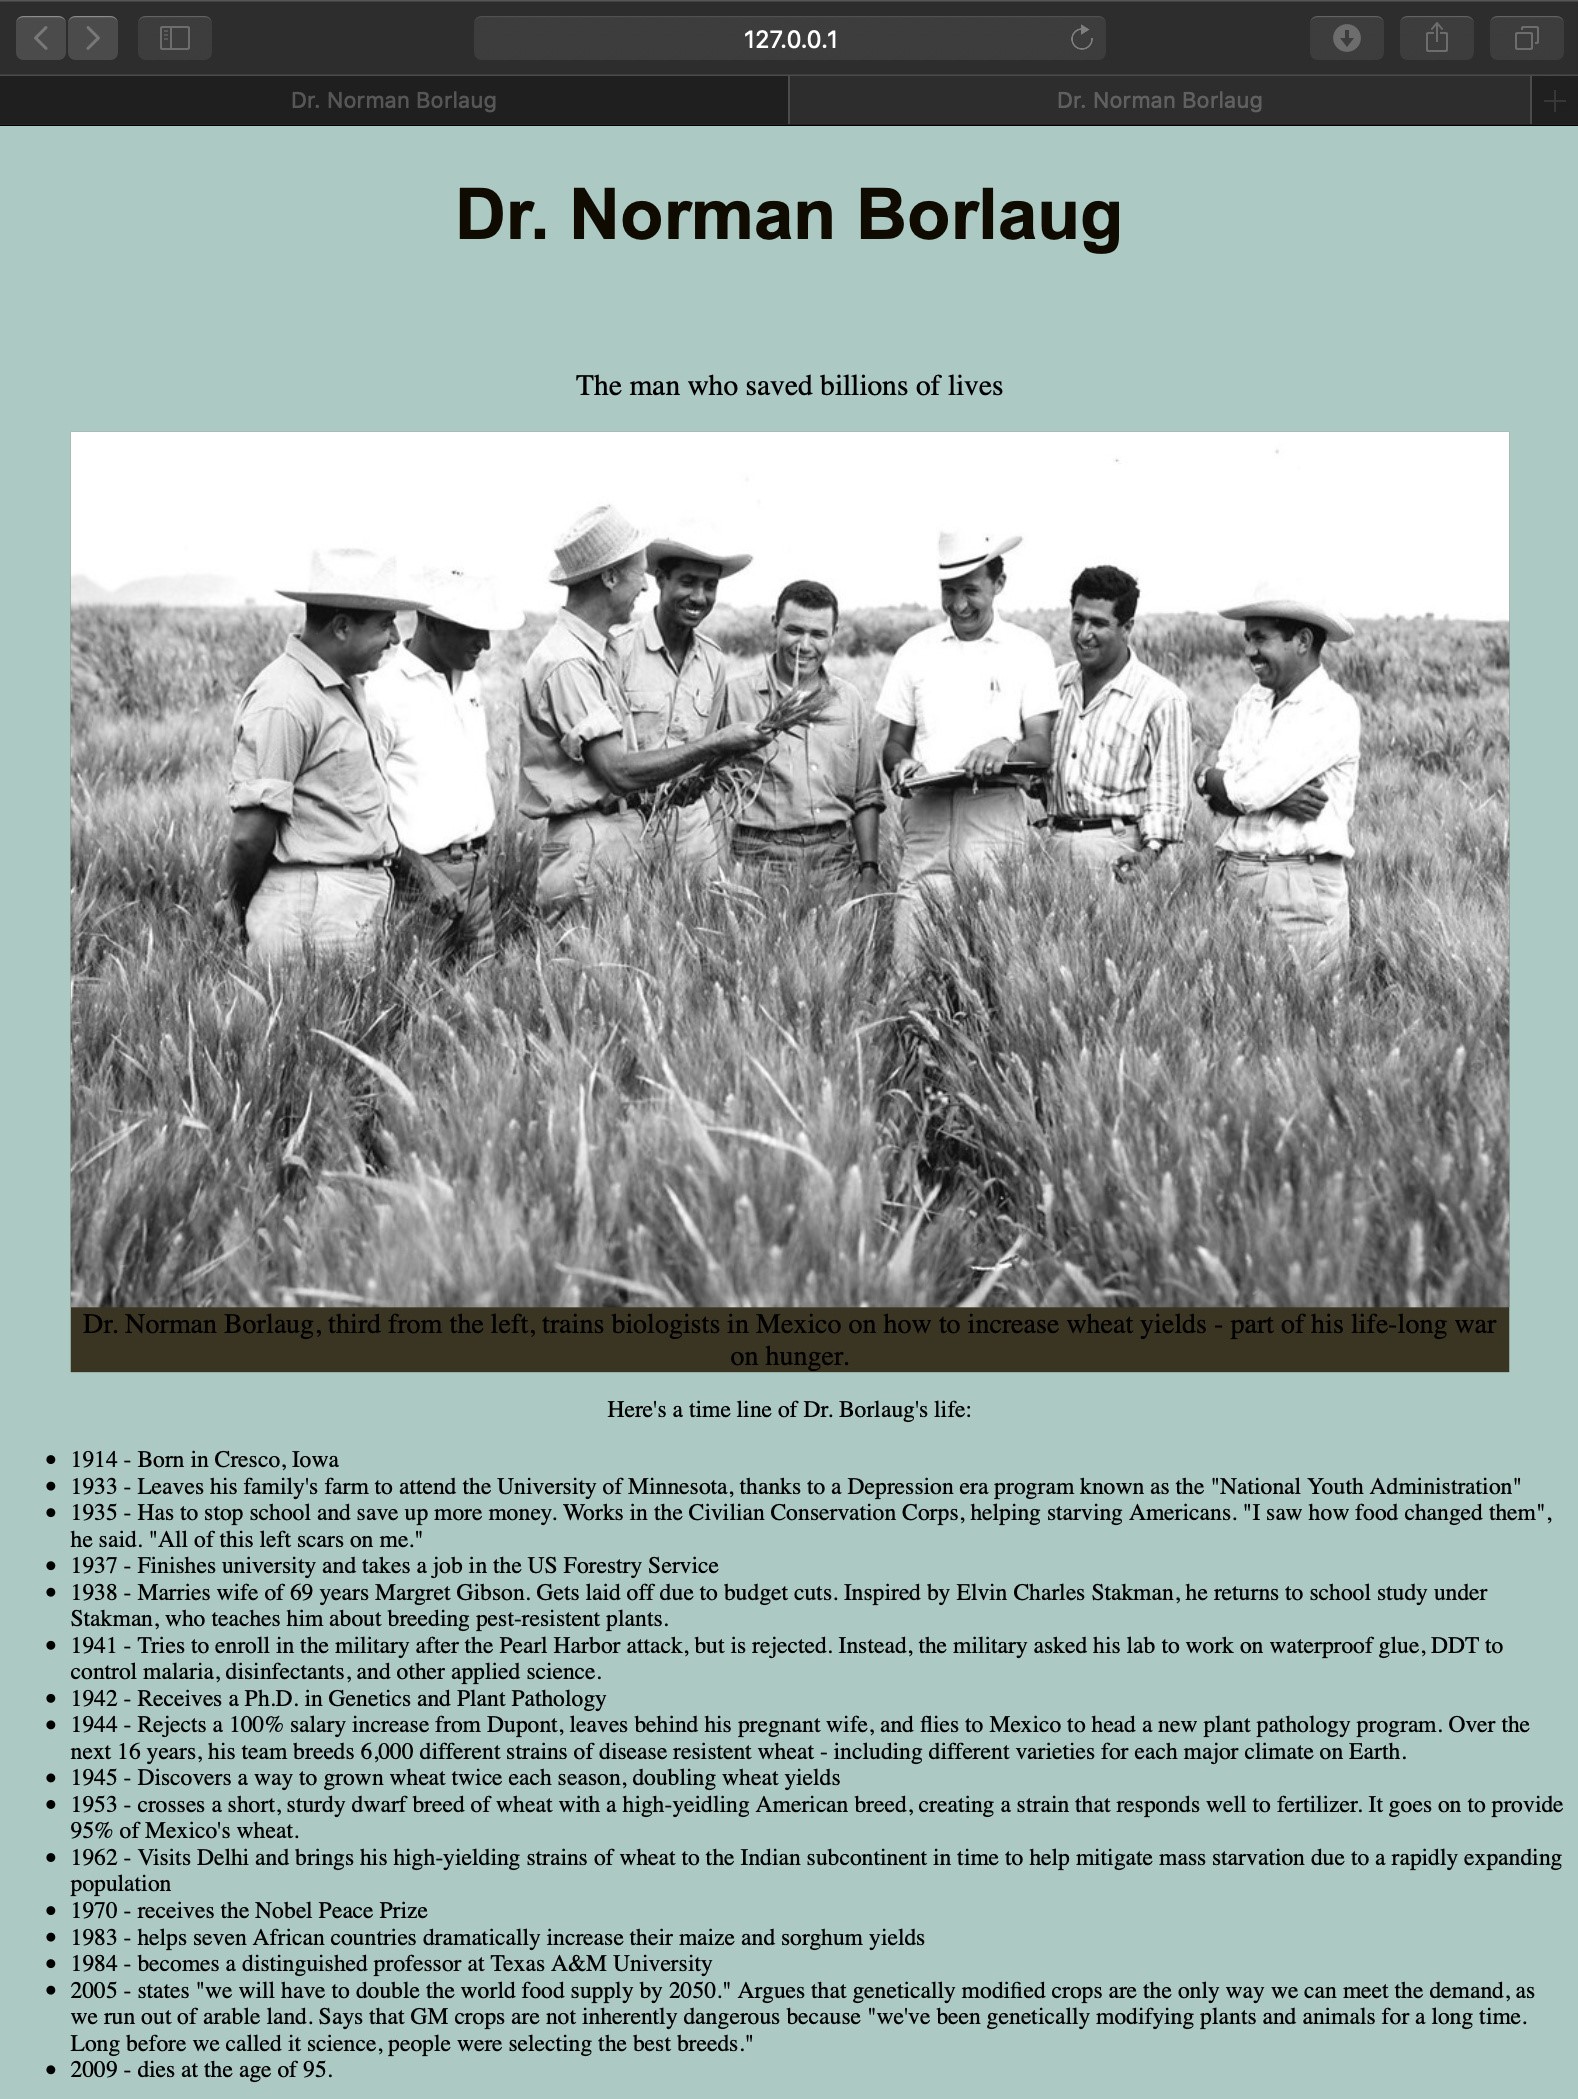 127.0.0.1
Dr. Norman Borlaug
Dr. Norman Borlaug
Dr. Norman Borlaug
The man who saved billions of lives
Dr. Norman Borlaug, third from the left, trains biologists in Mexico on how to increase wheat yields - part of his life-long war
on hunger.
Here's a time line of Dr. Borlaug's life:
• 1914 - Born in Cresco, Iowa
• 1933 - Leaves his family's farm to attend the University of Minnesota, thanks to a Depression era program known as the "National Youth Administration"
• 1935 - Has to stop school and save up more money. Works in the Civilian Conservation Corps, helping starving Americans. "I saw how food changed them",
he said. "All of this left scars on me."
• 1937 - Finishes university and takes a job in the US Forestry Service
• 1938 - Marries wife of 69 years Margret Gibson. Gets laid off due to budget cuts. Inspired by Elvin Charles Stakman, he returns to school study under
Stakman, who teaches him about breeding pest-resistent plants.
• 1941 - Tries to enroll in the military after the Pearl Harbor attack, but is rejected. Instead, the military asked his lab to work on waterproof glue, DDT to
control malaria, disinfectants, and other applied science.
• 1942 - Receives a Ph.D. in Genetics and Plant Pathology
• 1944 - Rejects a 100% salary increase from Dupont, leaves behind his pregnant wife, and flies to Mexico to head a new plant pathology program. Over the
next 16 years, his team breeds 6,000 different strains of disease resistent wheat - including different varieties for each major climate on Earth.
• 1945 - Discovers a way to grown wheat twice each season, doubling wheat yields
• 1953 - crosses a short, sturdy dwarf breed of wheat with a high-yeidling American breed, creating a strain that responds well to fertilizer. It goes on to provide
95% of Mexico's wheat.
• 1962 - Visits Delhi and brings his high-yielding strains of wheat to the Indian subcontinent in time to help mitigate mass starvation due to a rapidly expanding
population
• 1970 - receives the Nobel Peace Prize
• 1983 - helps seven African countries dramatically increase their maize and sorghum yields
• 1984 - becomes a distinguished professor at Texas A&M University
• 2005 - states "we will have to double the world food supply by 2050." Argues that genetically modified crops are the only way we can meet the demand, as
we run out of arable land. Says that GM crops are not inherently dangerous because "we've been genetically modifying plants and animals for a long time.
Long before we called it science, people were selecting the best breeds."
• 2009 - dies at the age of 95.